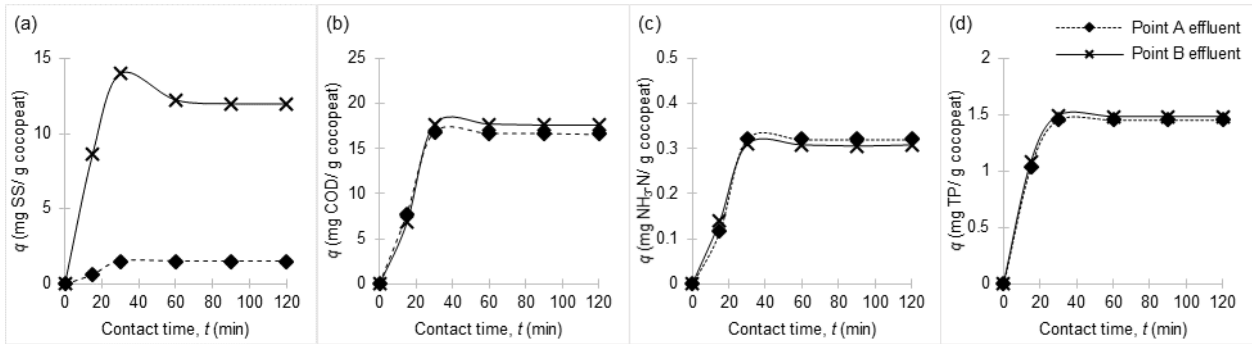 (a)
15
10
5
0
q (mg SS/ g cocopeat)
0 20 40 60 80 100 120
Contact time, t (min)
(b)
25
20
15
10
5
0
q (mg COD/ g cocopeat)
0 20 40 60 80 100 120
Contact time, t (min)
(c)
0.5
0.4
0.3
0.2
0.1
0
q (mg NH3-N/ g cocopeat)
0 20 40 60 80 100 120
Contact time, t (min)
(d)
Point A effluent
Point B effluent
2
1.5
1
0.5
0
q (mg TP/ g cocopeat)
0 20 40 60 80 100 120
Contact time, t (min)